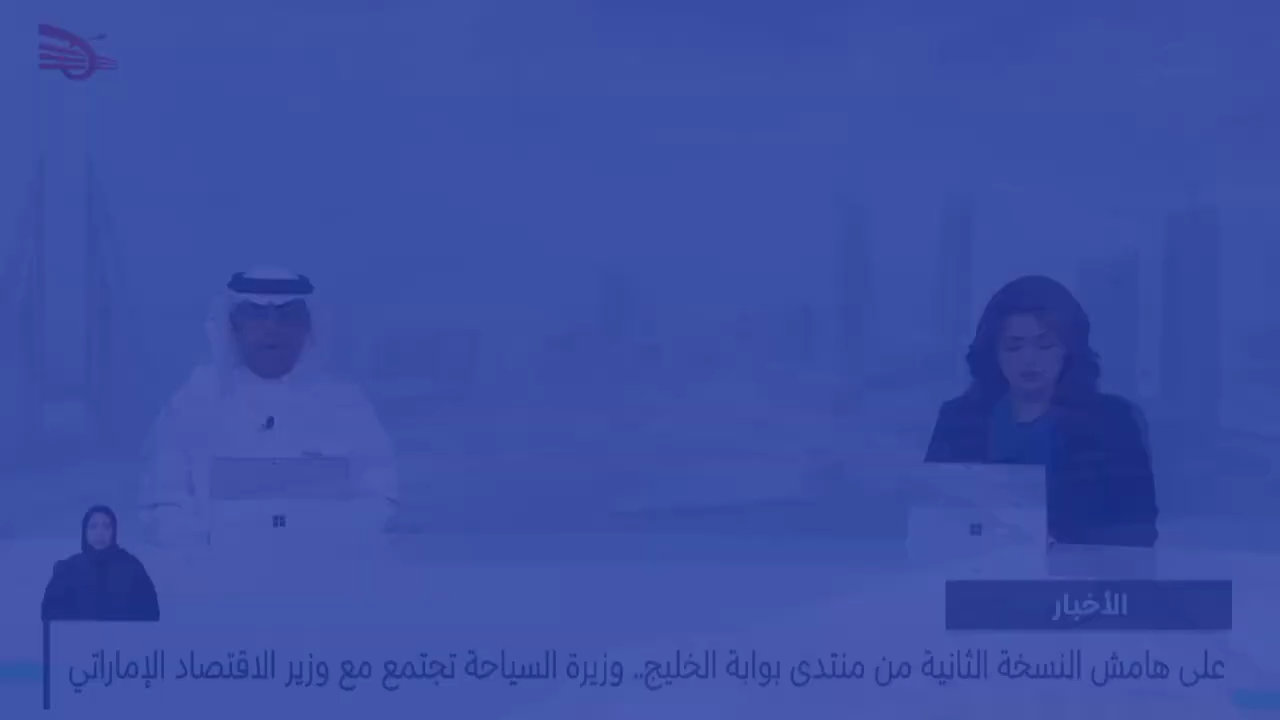 الأخبار
على هامش النسخة الثانية من منتدى بوابة الخليج.. وزيرة السياحة تجتمع مع وزير الاقتصاد الإماراتي